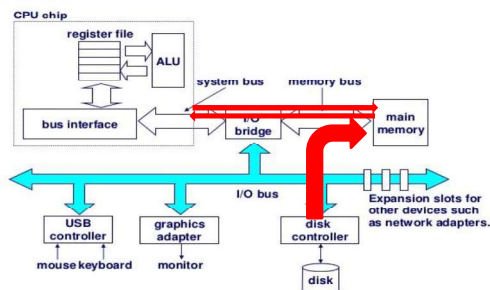 CPU chip
register file
ALU
system bus
memory bus
bus interface
I/O
bridge
main
memory
I/O bus
Expansion slots for
other devices such
as network adapters.
USB
controller
graphics
adapter
disk
controller
mouse keyboard
monitor
disk